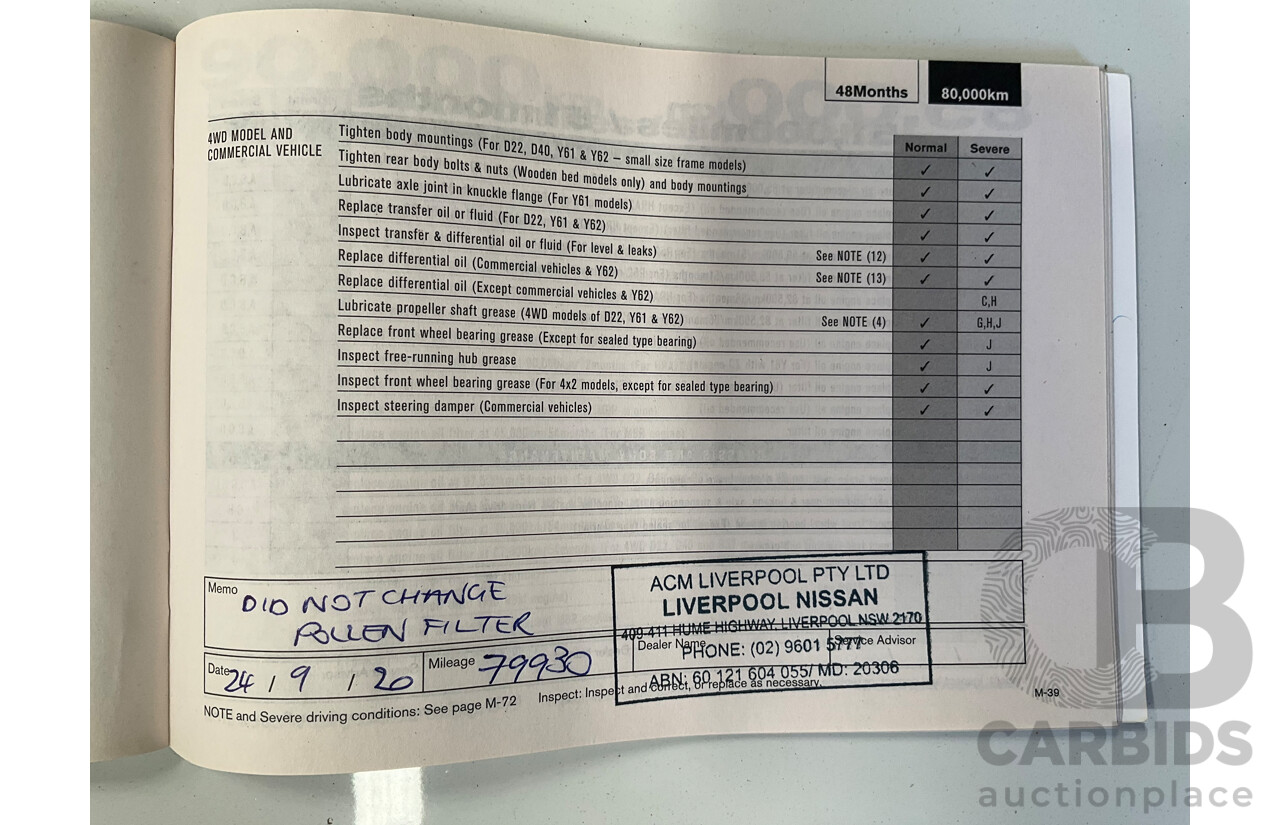 48Months 80,000km
4WD MODEL AND
COMMERCIAL VEHICLE
Normal Severe
Tighten body mountings (For D22, D40, Y61 & Y62 – small size frame models) ✓ ✓
Tighten rear body bolts & nuts (Wooden bed models only) and body mountings ✓ ✓
Lubricate axle joint in knuckle flange (For Y61 models) ✓ ✓
Replace transfer oil or fluid (For D22, Y61 & Y62) ✓ ✓
Inspect transfer & differential oil or fluid (For level & leaks) See NOTE (12) ✓ ✓
Replace differential oil (Commercial vehicles & Y62) See NOTE (13) ✓ ✓
Replace differential oil (Except commercial vehicles & Y62) C,H
Lubricate propeller shaft grease (4WD models of D22, Y61 & Y62) See NOTE (4) ✓ G,H,J
Replace front wheel bearing grease (Except for sealed type bearing) ✓ J
Inspect free-running hub grease ✓ J
Inspect front wheel bearing grease (For 4x2 models, except for sealed type bearing) ✓ ✓
Inspect steering damper (Commercial vehicles) ✓ ✓
Memo DID NOT CHANGE
POLLEN FILTER
ACM LIVERPOOL PTY LTD
LIVERPOOL NISSAN
409-411 HUME HIGHWAY. LIVERPOOL NSW 2170
PHONE: (02) 9601 5777
ABN: 60 121 604 055/ MD: 20306
Dealer Name Service Advisor
Date 24 / 9 / 20 Mileage 79930
NOTE and Severe driving conditions: See page M-72 Inspect: Inspect and correct, or replace as necessary.
M-39
CARBIDS
auctionplace